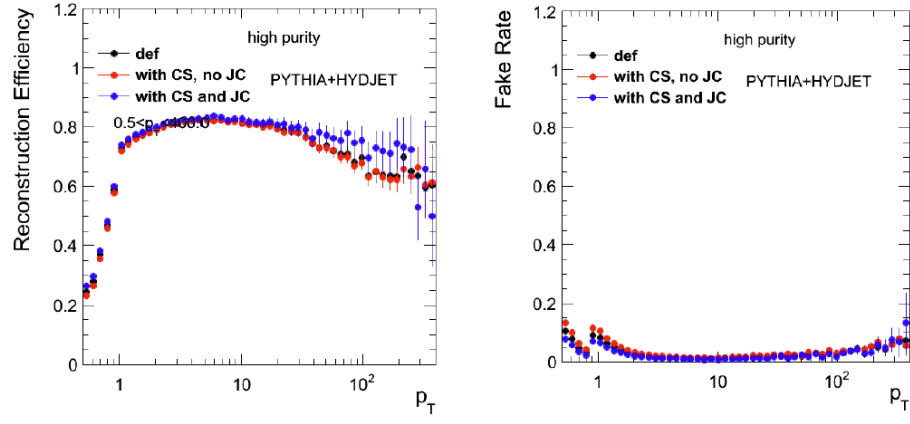 Reconstruction Efficiency
1.2
1
0.8
0.6
0.4
0.2
0
high purity
def
with CS, no JC
with CS and JC
PYTHIA+HYDJET
1
10
10²
p_T
Fake Rate
1.2
1
0.8
0.6
0.4
0.2
0
high purity
def
with CS, no JC
with CS and JC
PYTHIA+HYDJET
1
10
10²
p_T